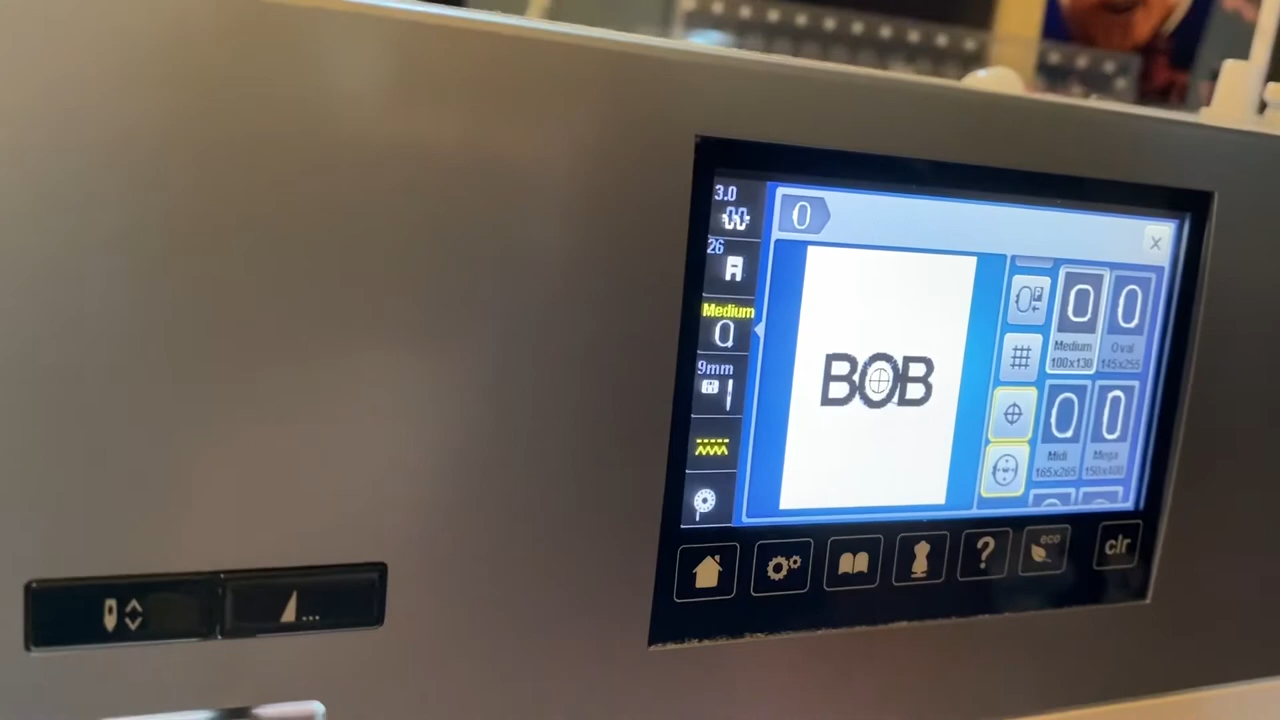 3.0
26
Medium
9mm
BOB
Medium
100x130
Oval
145x255
Midi
165x265
Mega
150x400
P
?
eco
clr